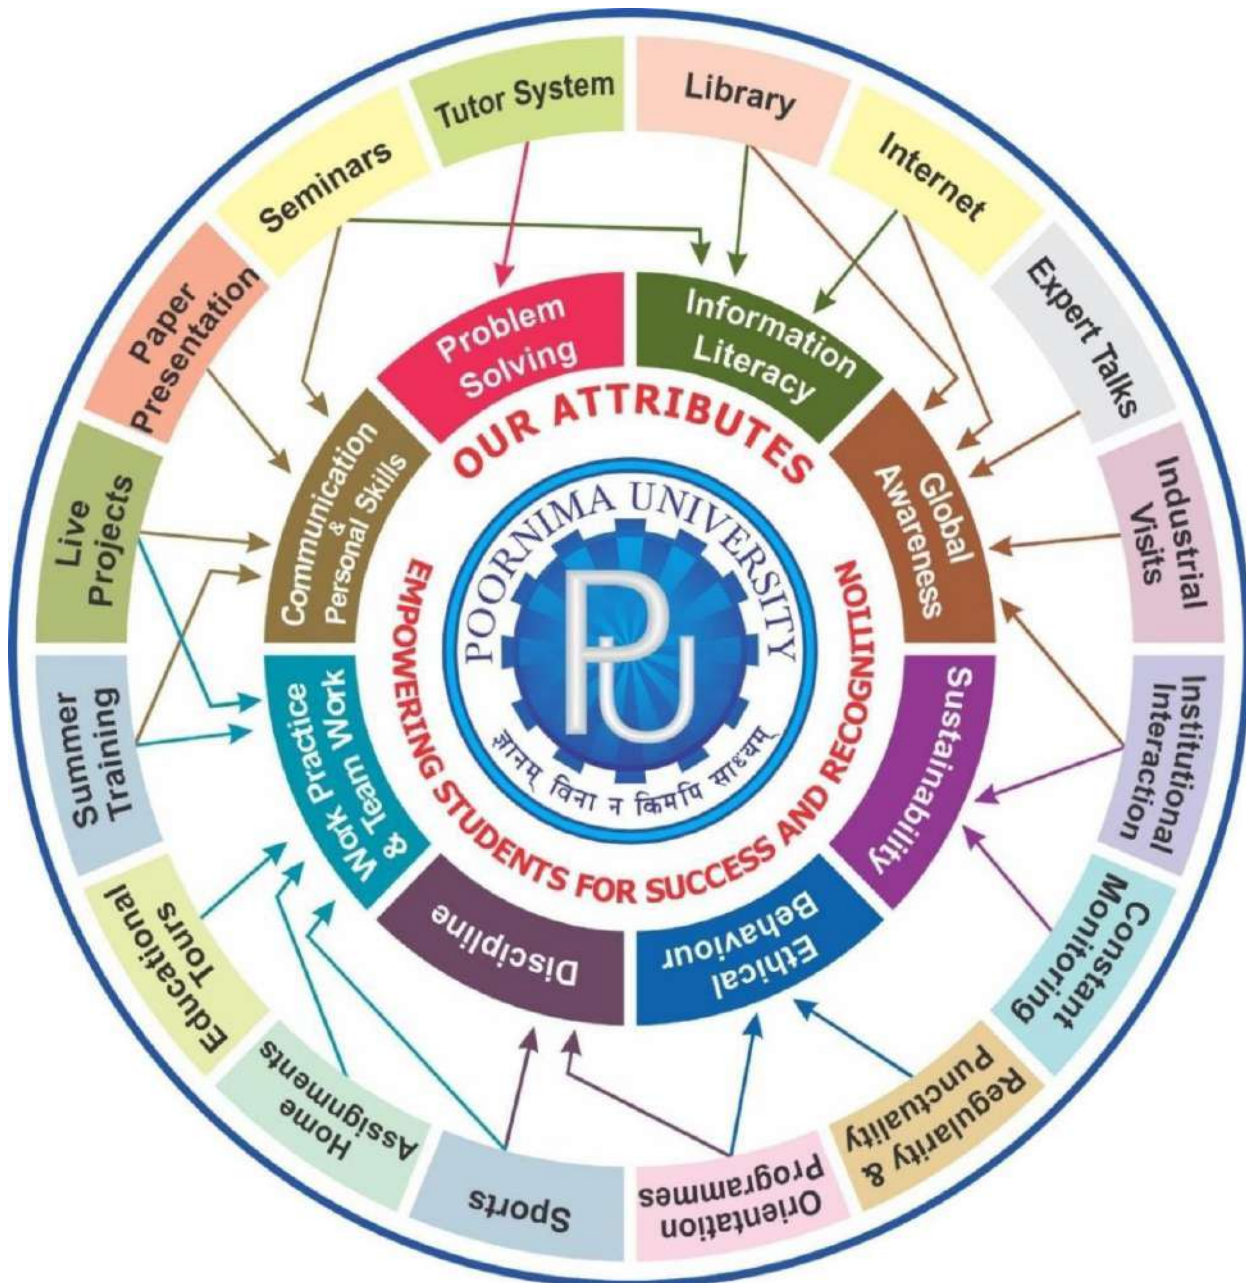 Tutor System
Library
Internet
Expert Talks
Industrial
Visits
Institutional
Interaction
Constant
Monitoring
Regularity &
Punctuality
Orientation
Programmes
Sports
Home
Assignments
Educational
Tours
Summer
Training
Live
Projects
Paper
Presentation
Seminars
Problem
Solving
Information
Literacy
Global
Awareness
Sustainability
Ethical
Behaviour
Discipline
Work Practice
& Team Work
Communication
&
Personal Skills
OUR ATTRIBUTES
EMPOWERING STUDENTS FOR SUCCESS AND RECOGNITION
POORNIMA UNIVERSITY
PU
ज्ञानम् विना न किमपि साध्यम्